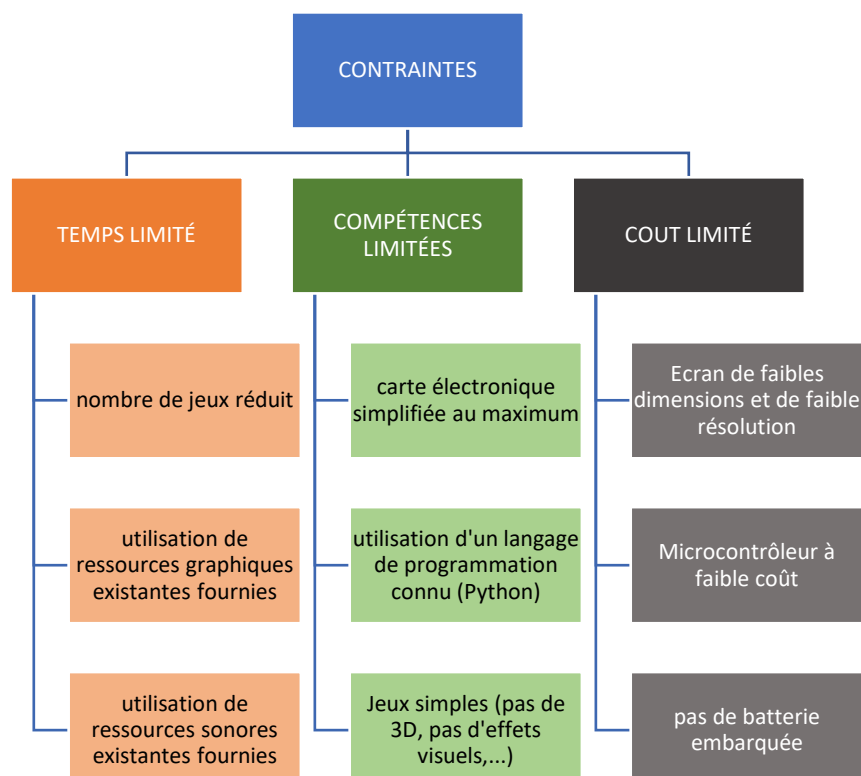 CONTRAINTES
TEMPS LIMITÉ
COMPÉTENCES
LIMITÉES
COUT LIMITÉ
nombre de jeux réduit
utilisation de
ressources graphiques
existantes fournies
utilisation de
ressources sonores
existantes fournies
carte électronique
simplifiée au maximum
utilisation d'un langage
de programmation
connu (Python)
Jeux simples (pas de
3D, pas d'effets
visuels,...)
Ecran de faibles
dimensions et de faible
résolution
Microcontrôleur à
faible coût
pas de batterie
embarquée